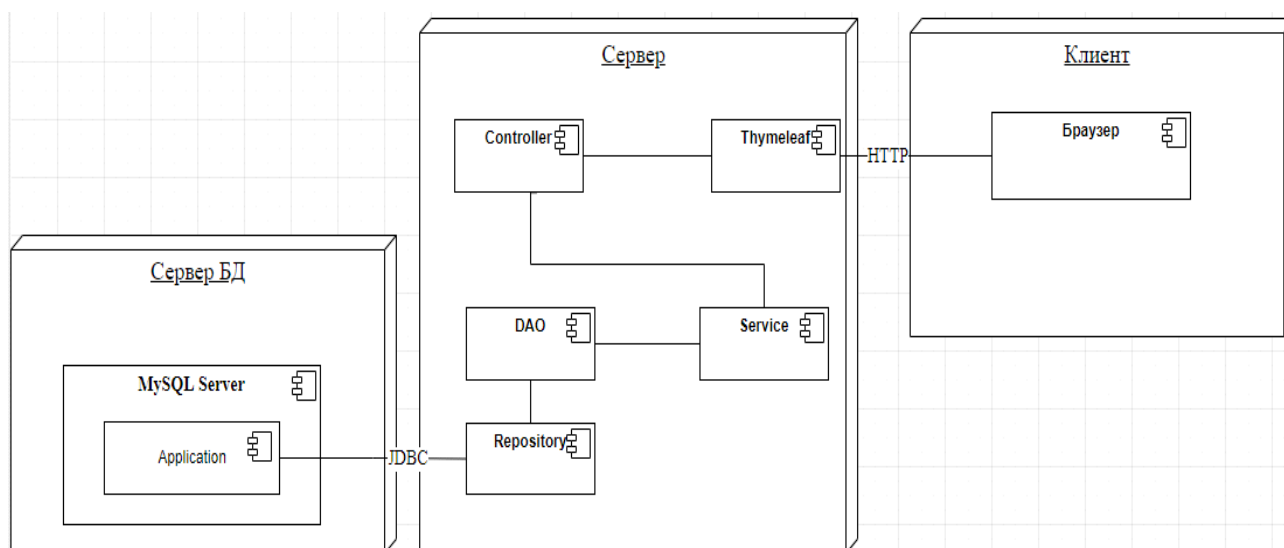 Сервер
Клиент
Controller
Thymeleaf
HTTP
Браузер
Сервер БД
DAO
Service
MySQL Server
Application
JDBC
Repository